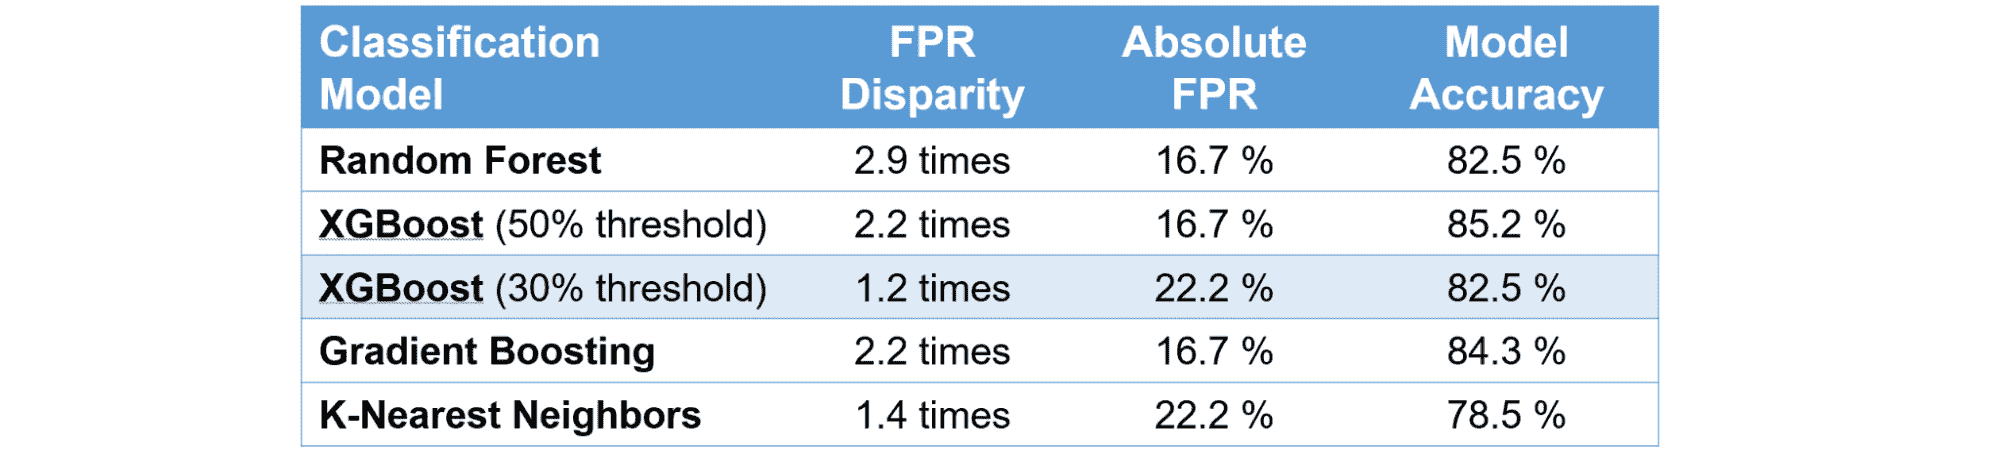 Classification Model FPR Disparity Absolute FPR Model Accuracy
Random Forest 2.9 times 16.7 % 82.5 %
XGBoost (50% threshold) 2.2 times 16.7 % 85.2 %
XGBoost (30% threshold) 1.2 times 22.2 % 82.5 %
Gradient Boosting 2.2 times 16.7 % 84.3 %
K-Nearest Neighbors 1.4 times 22.2 % 78.5 %